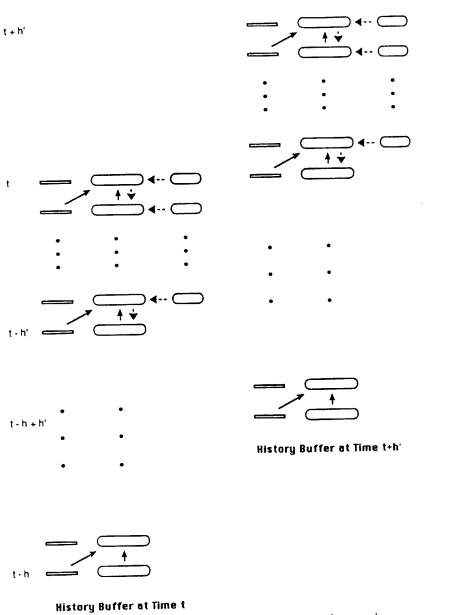 t + h'
t
t - h'
t - h + h'
History Buffer at Time t+h'
t - h
History Buffer at Time t